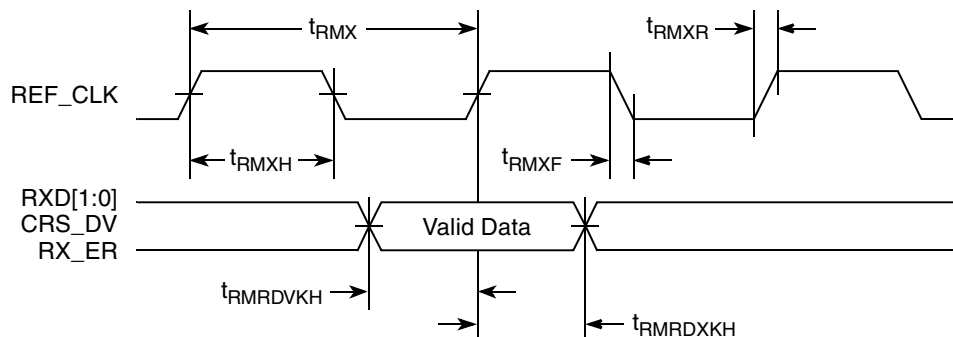 tRMX
tRMXR
REF_CLK
tRMXH
tRMXF
RXD[1:0]
CRS_DV
RX_ER
Valid Data
tRMRDVKH
tRMRDXKH